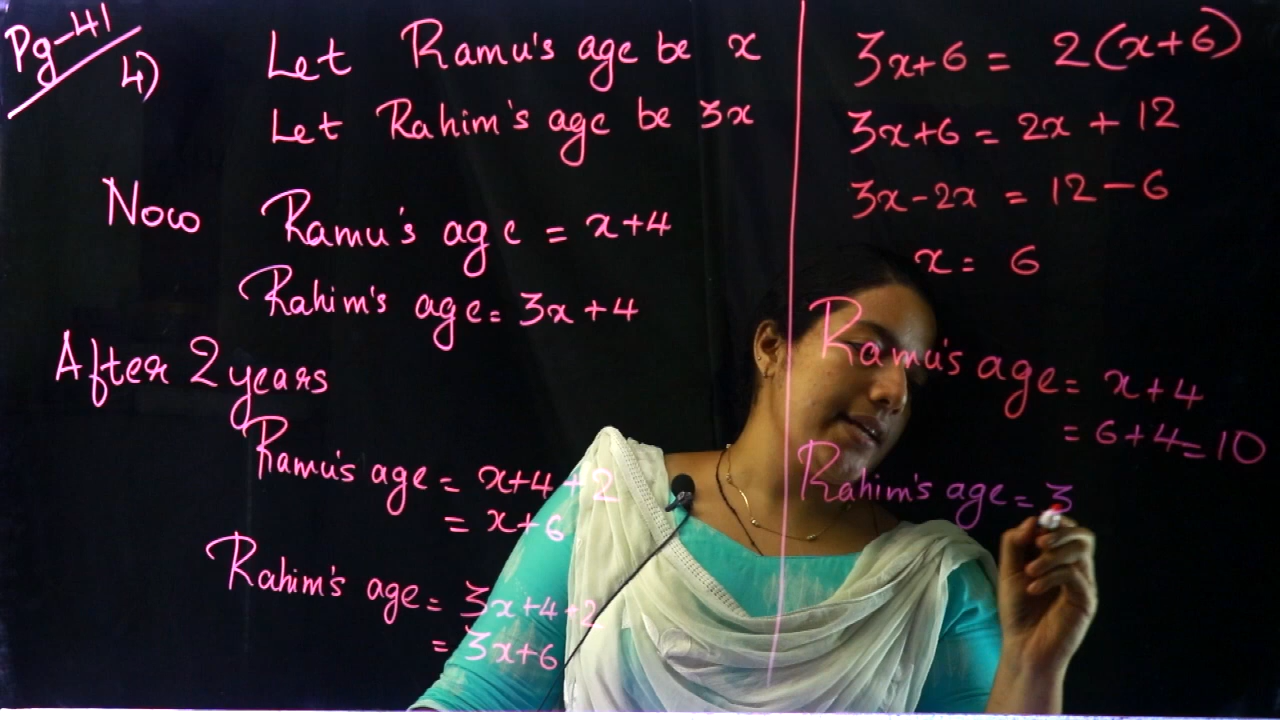 Pg-41
4)
Let Ramu's age be x
Let Rahim's age be 3x
Now Ramu's age = x+4
Rahim's age = 3x+4
After 2 years
Ramu's age = x+4+2
= x+6
Rahim's age = 3x+4+2
= 3x+6
3x+6 = 2(x+6)
3x+6 = 2x + 12
3x-2x = 12-6
x = 6
Ramu's age = x+4
= 6+4=10
Rahim's age = 3